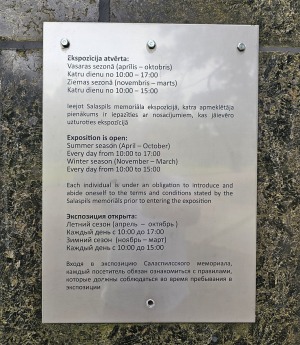 Ekspozīcija atvērta:
Vasaras sezonā (aprīlis – oktobris)
Katru dienu no 10:00 – 17:00
Ziemas sezonā (novembris – marts)
Katru dienu no 10:00 – 15:00
Ieejot Salaspils memoriāla ekspozīcijā, katra apmeklētāja
pienākums ir iepazīties ar nosacījumiem, kas jāievēro
uzturoties ekspozīcijā
Exposition is open:
Summer season (April – October)
Every day from 10:00 to 17:00
Winter season (November – March)
Every day from 10:00 to 15:00
Each individual is under an obligation to introduce and
abide oneself to the terms and conditions stated by the
Salaspils memorials prior to entering the exposition
Экспозиция открыта:
Летний сезон (апрель – октябрь )
Каждый день с 10:00 до 17:00
Зимний сезон (ноябрь – март)
Каждый день с 10:00 до 15:00
Входя в экспозицию Саласпилсского мемориала,
каждый посетитель обязан ознакомиться с правилами,
которые должны соблюдаться во время пребывания в
экспозиции